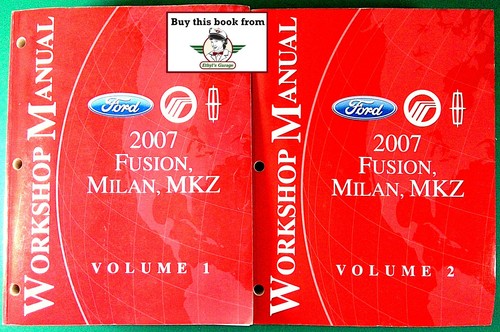 Buy this book from
Ethyl's Garage
WORKSHOP MANUAL
Ford
2007
FUSION,
MILAN, MKZ
VOLUME 1
WORKSHOP MANUAL
Ford
2007
FUSION,
MILAN, MKZ
VOLUME 2